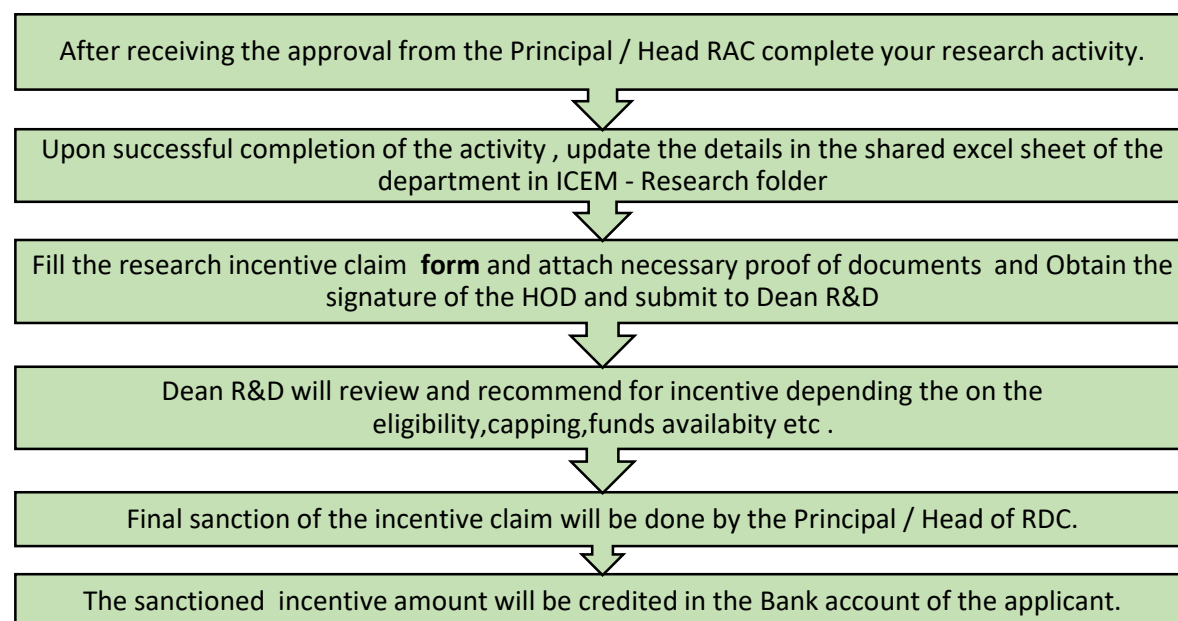 After receiving the approval from the Principal / Head RAC complete your research activity.
Upon successful completion of the activity , update the details in the shared excel sheet of the
department in ICEM - Research folder
Fill the research incentive claim form and attach necessary proof of documents and Obtain the
signature of the HOD and submit to Dean R&D
Dean R&D will review and recommend for incentive depending the on the
eligibility,capping,funds availabity etc .
Final sanction of the incentive claim will be done by the Principal / Head of RDC.
The sanctioned incentive amount will be credited in the Bank account of the applicant.